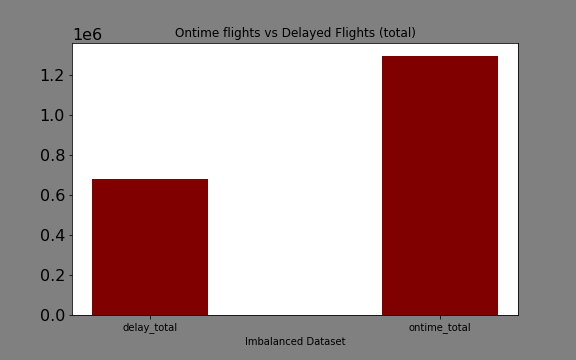 Ontime flights vs Delayed Flights (total)
1e6
1.2
1.0
0.8
0.6
0.4
0.2
0.0
delay_total
ontime_total
Imbalanced Dataset